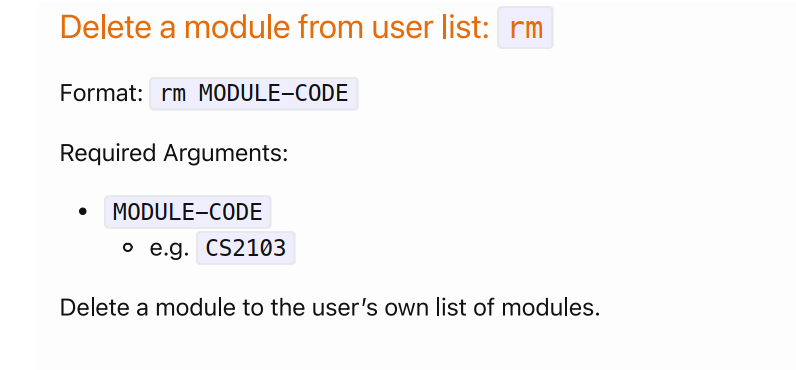 Delete a module from user list: rm
Format: rm MODULE-CODE
Required Arguments:
• MODULE-CODE
◦ e.g. CS2103
Delete a module to the user's own list of modules.